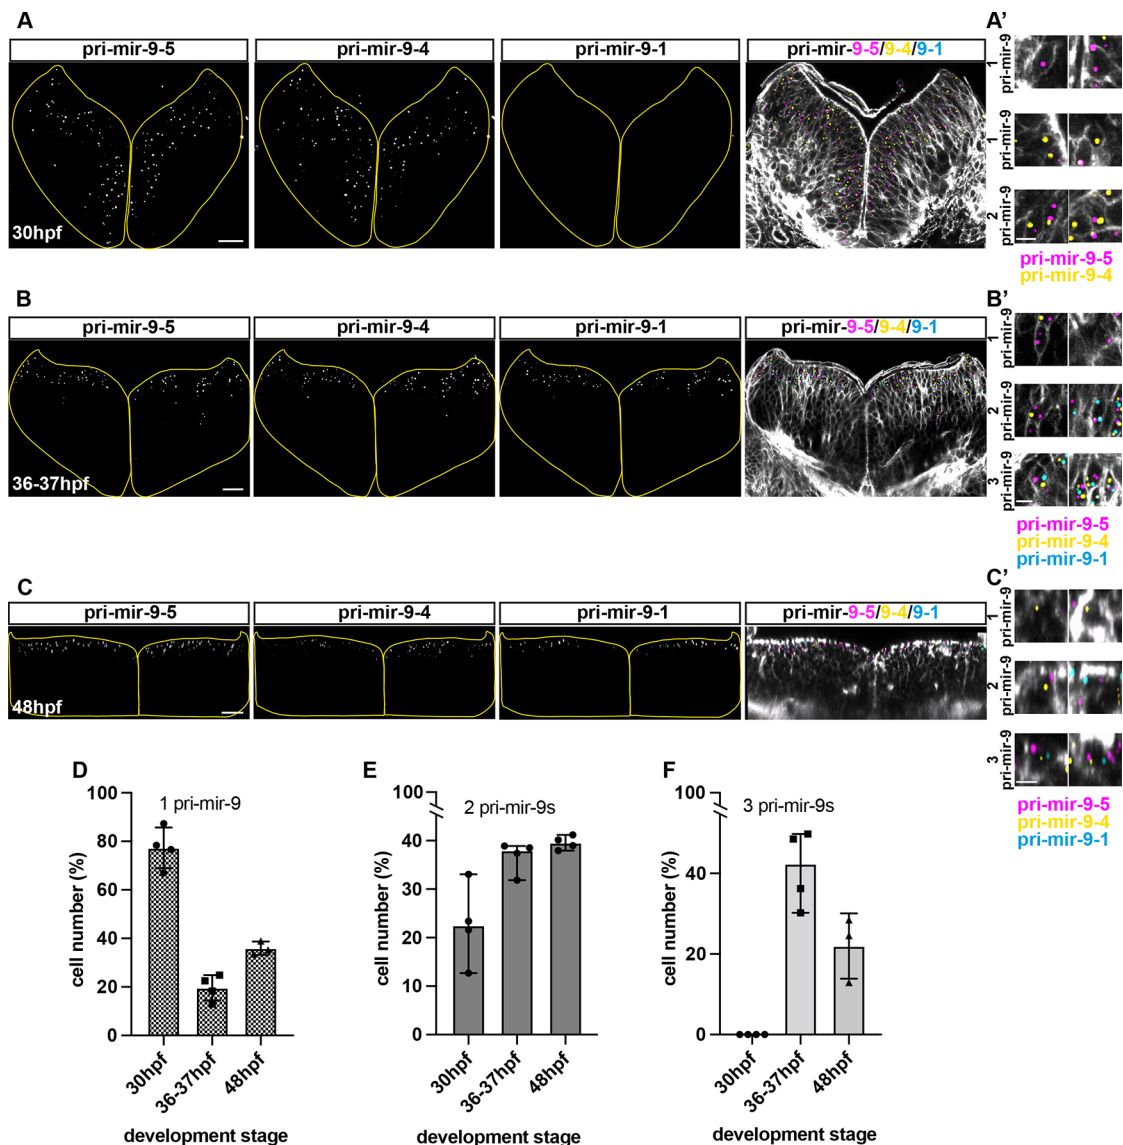 A
pri-mir-9-5
pri-mir-9-4
pri-mir-9-1
pri-mir-9-5/9-4/9-1
30hpf
A'
1
pri-mir-9
1
pri-mir-9
2
pri-mir-9
pri-mir-9-5
pri-mir-9-4
B
pri-mir-9-5
pri-mir-9-4
pri-mir-9-1
pri-mir-9-5/9-4/9-1
36-37hpf
B'
1
pri-mir-9
2
pri-mir-9
3
pri-mir-9
pri-mir-9-5
pri-mir-9-4
pri-mir-9-1
C
pri-mir-9-5
pri-mir-9-4
pri-mir-9-1
pri-mir-9-5/9-4/9-1
48hpf
C'
1
pri-mir-9
2
pri-mir-9
3
pri-mir-9
pri-mir-9-5
pri-mir-9-4
pri-mir-9-1
D
1 pri-mir-9
cell number (%)
100
80
60
40
20
0
30hpf
36-37hpf
48hpf
development stage
E
2 pri-mir-9s
cell number (%)
100
40
30
20
10
0
30hpf
36-37hpf
48hpf
development stage
F
3 pri-mir-9s
cell number (%)
100
40
20
0
30hpf
36-37hpf
48hpf
development stage